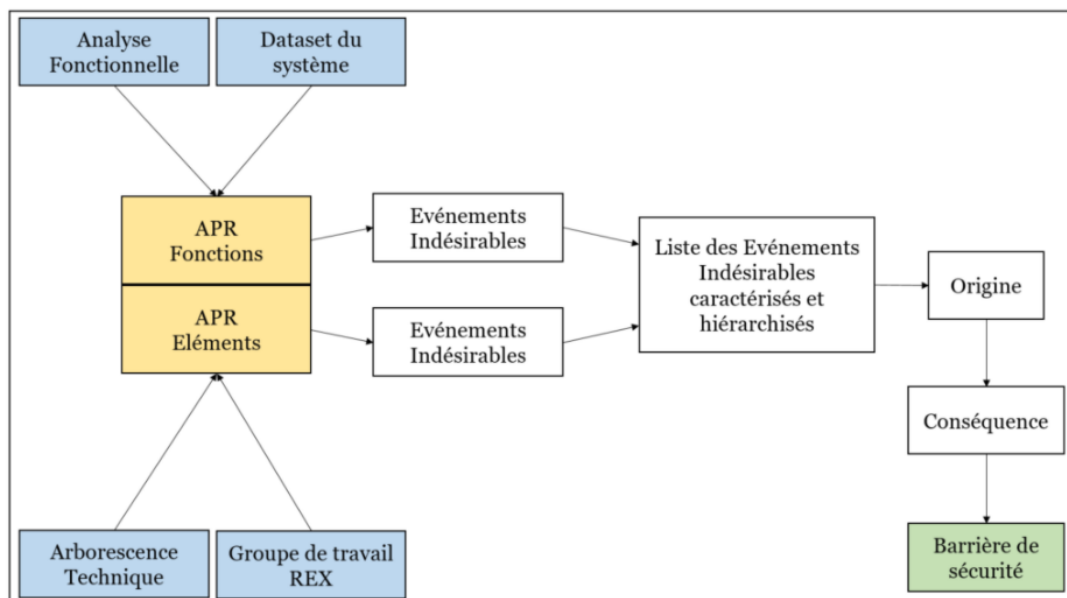 Analyse
Fonctionnelle
Dataset du
système
APR
Fonctions
APR
Eléments
Evénements
Indésirables
Evénements
Indésirables
Liste des Evénements
Indésirables
caractérisés et
hiérarchisés
Origine
Conséquence
Barrière de
sécurité
Arborescence
Technique
Groupe de travail
REX